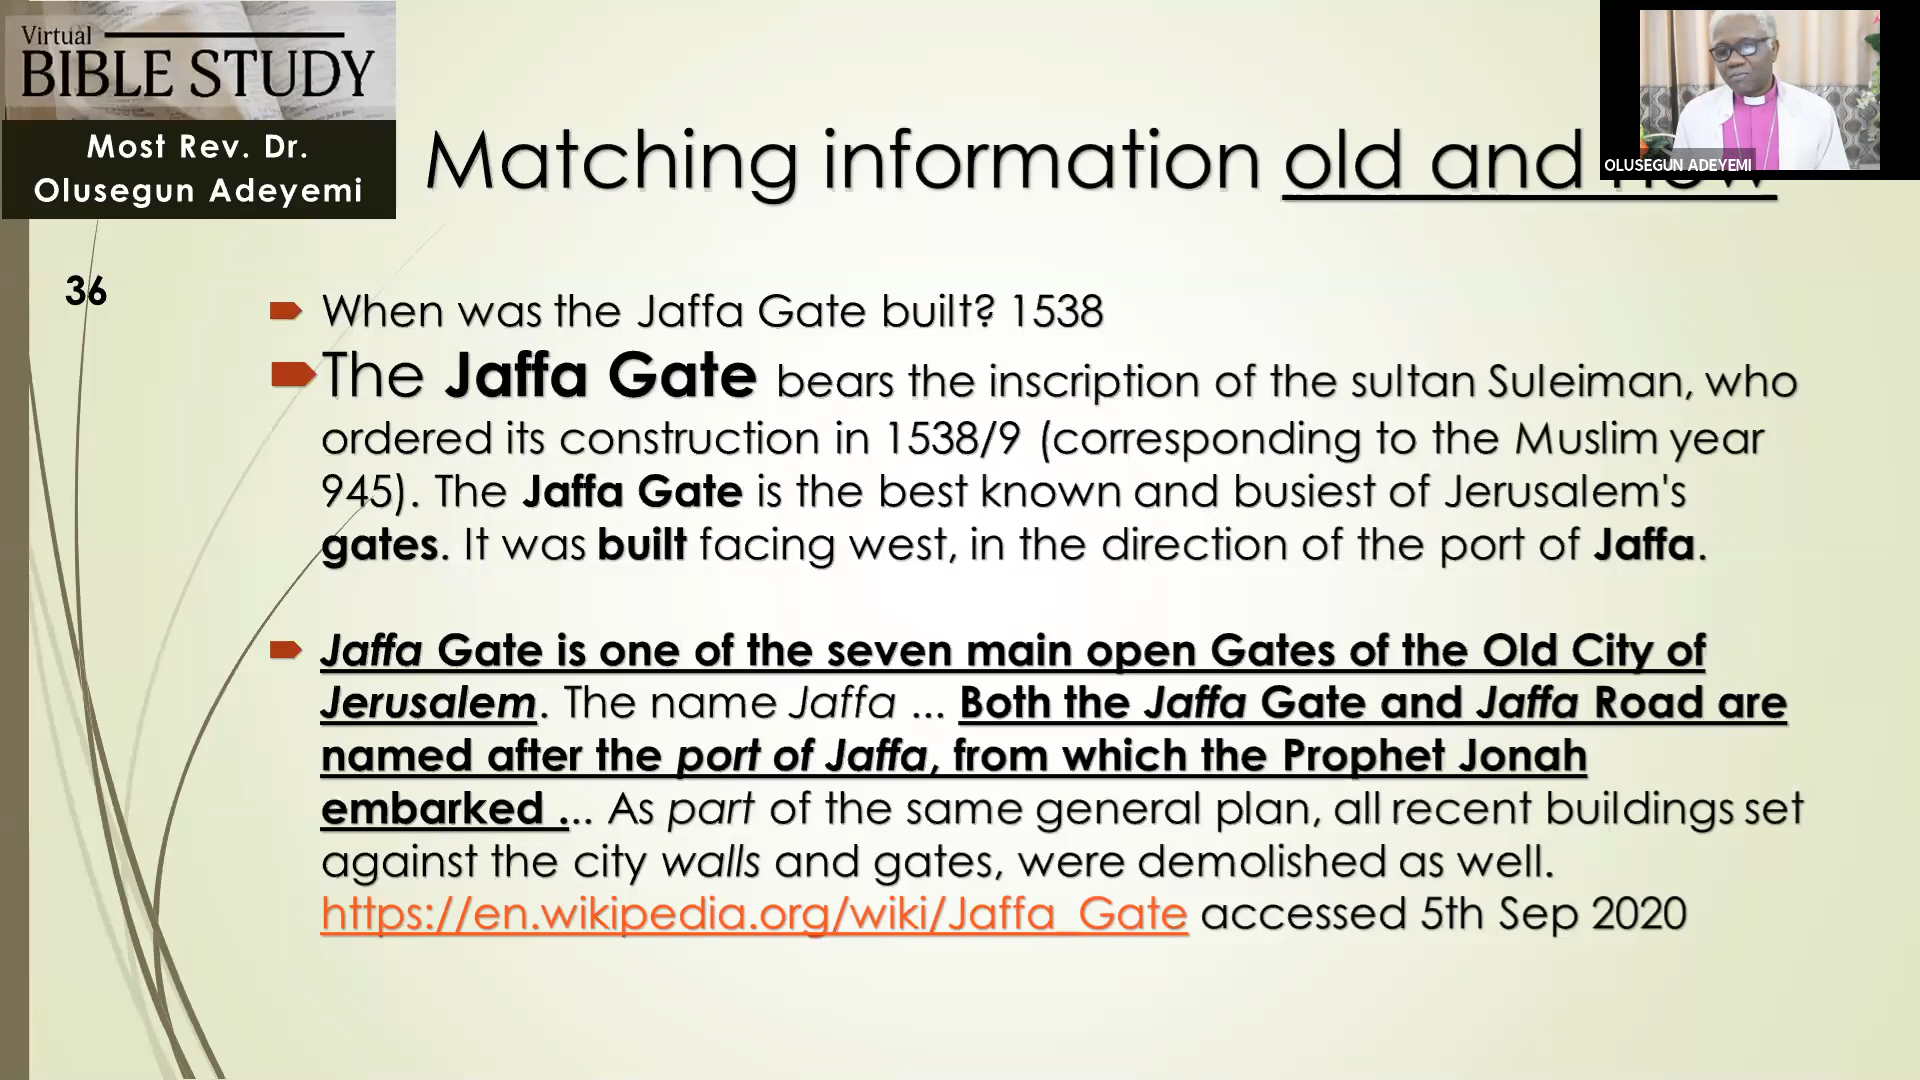 Virtual
BIBLE STUDY
Most Rev. Dr.
Olusegun Adeyemi
Matching information old and
OLUSEGUN ADEYEMI
36
When was the Jaffa Gate built? 1538
The Jaffa Gate bears the inscription of the sultan Suleiman, who
ordered its construction in 1538/9 (corresponding to the Muslim year
945). The Jaffa Gate is the best known and busiest of Jerusalem's
gates. It was built facing west, in the direction of the port of Jaffa.
Jaffa Gate is one of the seven main open Gates of the Old City of
Jerusalem. The name Jaffa ... Both the Jaffa Gate and Jaffa Road are
named after the port of Jaffa, from which the Prophet Jonah
embarked ... As part of the same general plan, all recent buildings set
against the city walls and gates, were demolished as well.
https://en.wikipedia.org/wiki/Jaffa_Gate accessed 5th Sep 2020